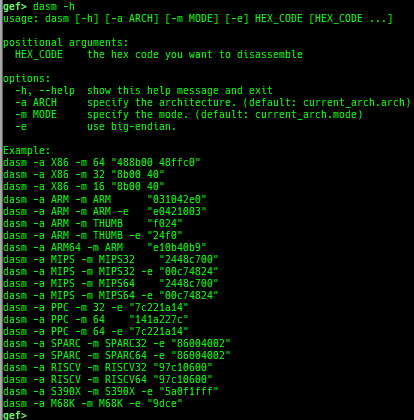 gef> dasm -h
usage: dasm [-h] [-a ARCH] [-m MODE] [-e] HEX_CODE [HEX_CODE ...]
positional arguments:
HEX_CODE    the hex code you want to disassemble
options:
-h, --help  show this help message and exit
-a ARCH     specify the architecture. (default: current_arch.arch)
-m MODE     specify the mode. (default: current_arch.mode)
-e          use big-endian.
Example:
dasm -a X86 -m 64 "488b00 48ffc0"
dasm -a X86 -m 32 "8b00 40"
dasm -a X86 -m 16 "8b00 40"
dasm -a ARM -m ARM      "031042e0"
dasm -a ARM -m ARM -e   "e0421003"
dasm -a ARM -m THUMB    "f024"
dasm -a ARM -m THUMB -e "24f0"
dasm -a ARM64 -m ARM    "e10b40b9"
dasm -a MIPS -m MIPS32    "2448c700"
dasm -a MIPS -m MIPS32 -e "00c74824"
dasm -a MIPS -m MIPS64    "2448c700"
dasm -a MIPS -m MIPS64 -e "00c74824"
dasm -a PPC -m 32 -e "7c221a14"
dasm -a PPC -m 64    "141a227c"
dasm -a PPC -m 64 -e "7c221a14"
dasm -a SPARC -m SPARC32 -e "86004002"
dasm -a SPARC -m SPARC64 -e "86004002"
dasm -a RISCV -m RISCV32 "97c10600"
dasm -a RISCV -m RISCV64 "97c10600"
dasm -a S390X -m S390X -e "5a0f1fff"
dasm -a M68K -m M68K -e "9dce"
gef>